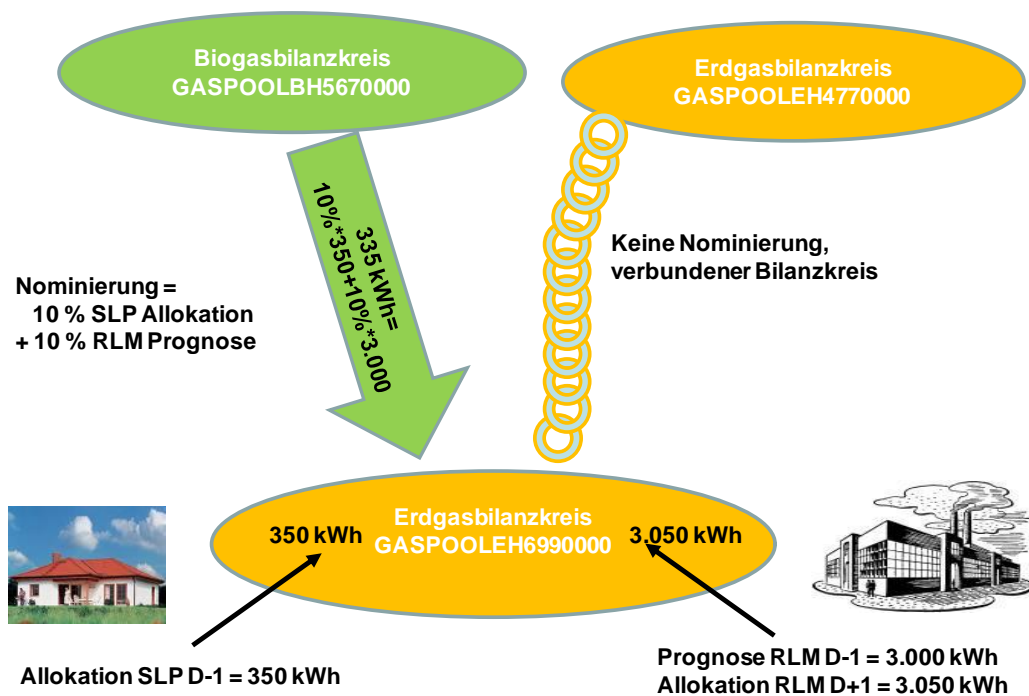 Biogasbilanzkreis
GASPOOLBH5670000
Erdgasbilanzkreis
GASPOOLEH4770000
335 kWh=
10%*350+10%*3.000
Nominierung =
10 % SLP Allokation
+ 10 % RLM Prognose
Keine Nominierung,
verbundener Bilanzkreis
Erdgasbilanzkreis
GASPOOLEH6990000
350 kWh
3.050 kWh
Allokation SLP D-1 = 350 kWh
Prognose RLM D-1 = 3.000 kWh
Allokation RLM D+1 = 3.050 kWh